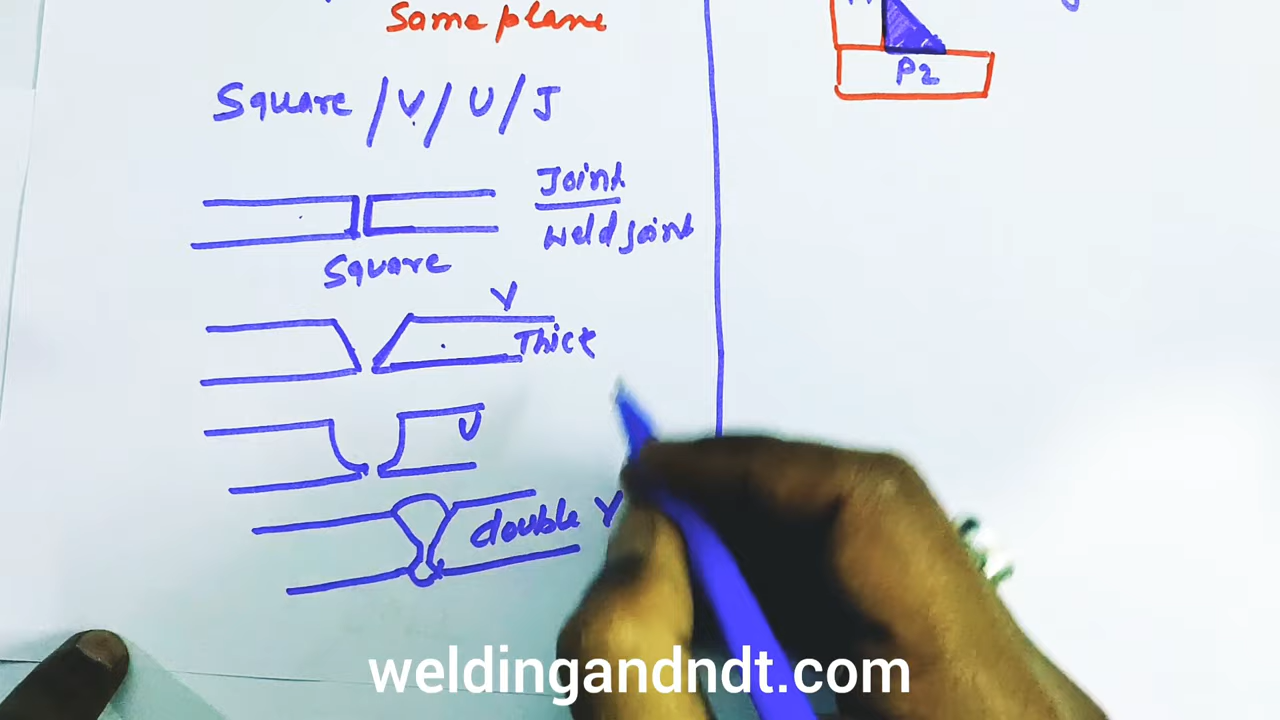 Same plane
Square / V / U / J
Joint
Weld joint
Square
V
Thick
U
double V
P2
weldingandndt.com